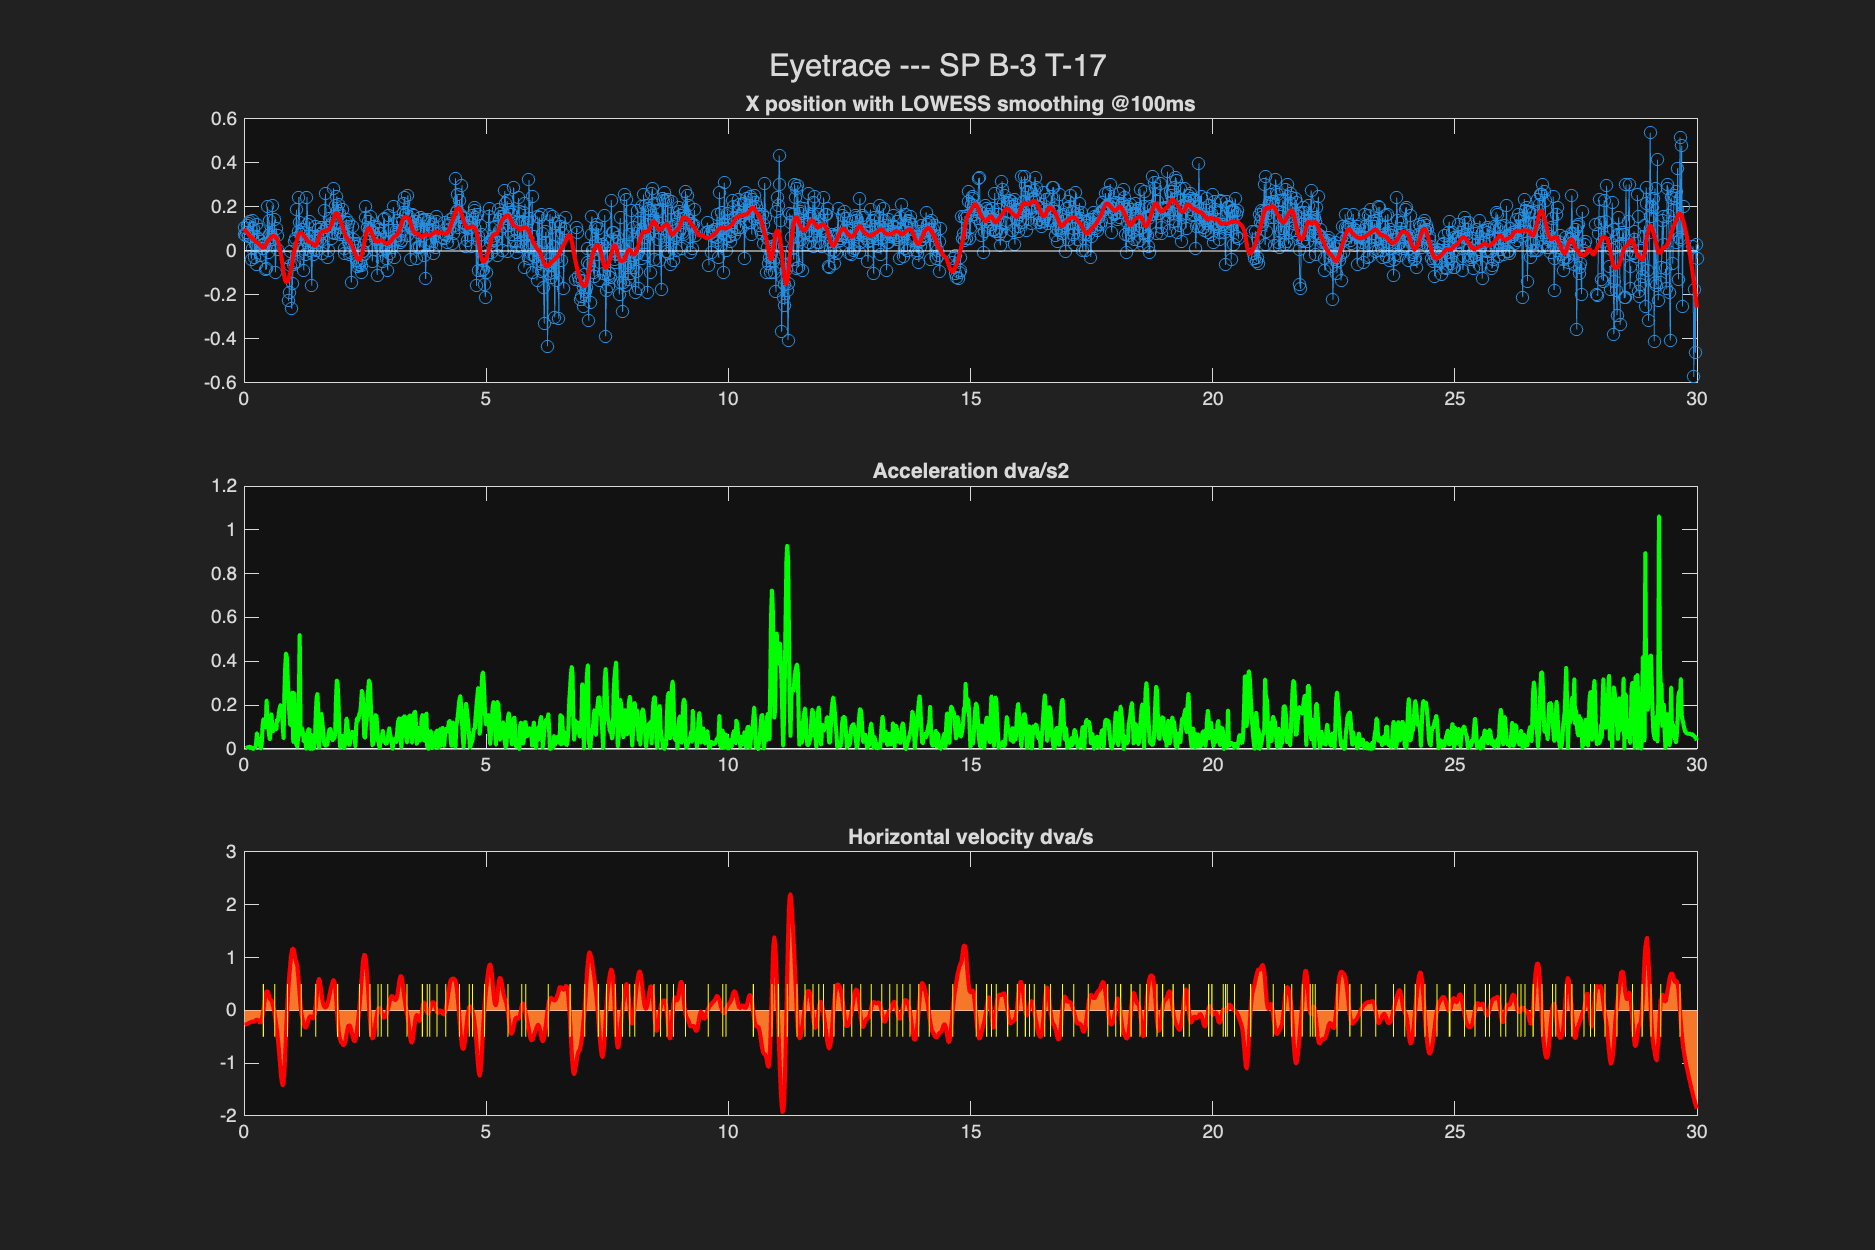 Eyetrace --- SP B-3 T-17
X position with LOWESS smoothing @100ms
0.6
0.4
0.2
0
-0.2
-0.4
-0.6
0 5 10 15 20 25 30
Acceleration dva/s2
1.2
1
0.8
0.6
0.4
0.2
0
0 5 10 15 20 25 30
Horizontal velocity dva/s
3
2
1
0
-1
-2
0 5 10 15 20 25 30